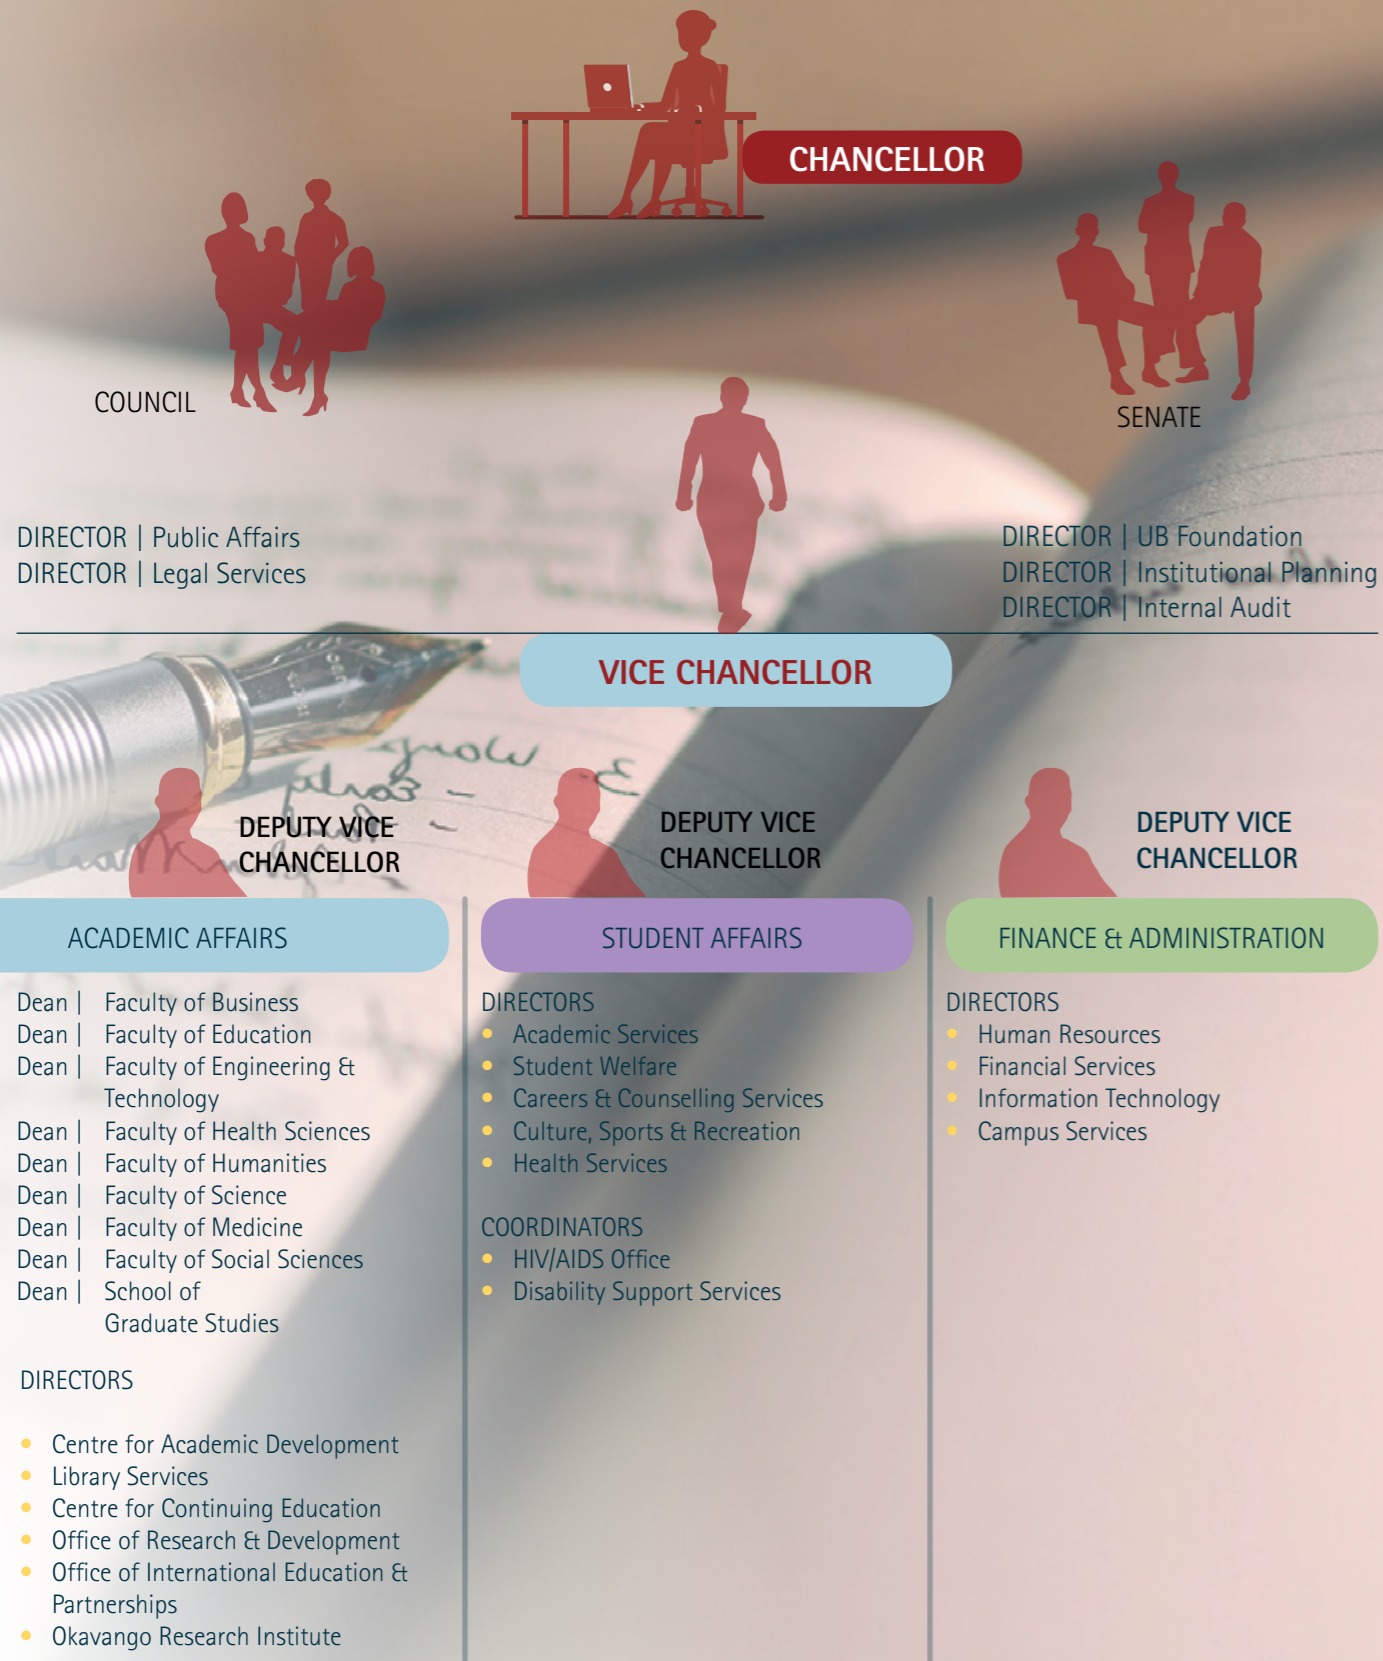 CHANCELLOR
COUNCIL
SENATE
DIRECTOR | Public Affairs
DIRECTOR | Legal Services
DIRECTOR | UB Foundation
DIRECTOR | Institutional Planning
DIRECTOR | Internal Audit
VICE CHANCELLOR
DEPUTY VICE
CHANCELLOR
ACADEMIC AFFAIRS
Dean | Faculty of Business
Dean | Faculty of Education
Dean | Faculty of Engineering &
Technology
Dean | Faculty of Health Sciences
Dean | Faculty of Humanities
Dean | Faculty of Science
Dean | Faculty of Medicine
Dean | Faculty of Social Sciences
Dean | School of
Graduate Studies
DIRECTORS
• Centre for Academic Development
• Library Services
• Centre for Continuing Education
• Office of Research & Development
• Office of International Education &
Partnerships
• Okavango Research Institute
DEPUTY VICE
CHANCELLOR
STUDENT AFFAIRS
DIRECTORS
• Academic Services
• Student Welfare
• Careers & Counselling Services
• Culture, Sports & Recreation
• Health Services
COORDINATORS
• HIV/AIDS Office
• Disability Support Services
DEPUTY VICE
CHANCELLOR
FINANCE & ADMINISTRATION
DIRECTORS
• Human Resources
• Financial Services
• Information Technology
• Campus Services